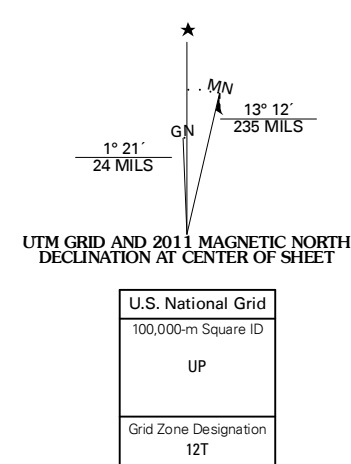 ★
MN
GN
13° 12´
235 MILS
1° 21´
24 MILS
UTM GRID AND 2011 MAGNETIC NORTH
DECLINATION AT CENTER OF SHEET
U.S. National Grid
100,000-m Square ID
UP
Grid Zone Designation
12T